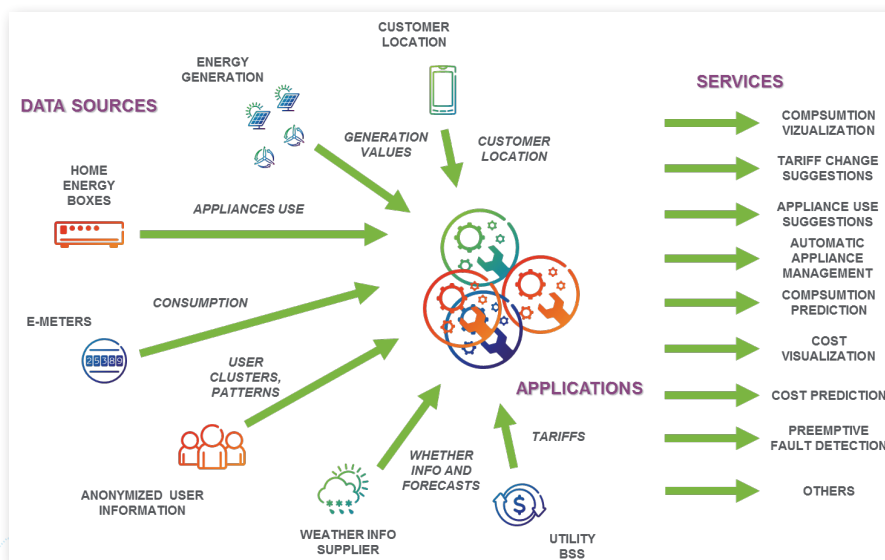 CUSTOMER
LOCATION
ENERGY
GENERATION
DATA SOURCES
SERVICES
GENERATION
VALUES
CUSTOMER
LOCATION
HOME
ENERGY
BOXES
APPLIANCES USE
CONSUMPTION
E-METERS
25389
USER
CLUSTERS,
PATTERNS
ANONYMIZED USER
INFORMATION
WHETHER
INFO AND
FORECASTS
WEATHER INFO
SUPPLIER
TARIFFS
$
UTILITY
BSS
APPLICATIONS
COMPSUMTION
VIZUALIZATION
TARIFF CHANGE
SUGGESTIONS
APPLIANCE USE
SUGGESTIONS
AUTOMATIC
APPLIANCE
MANAGEMENT
COMPSUMTION
PREDICTION
COST
VISUALIZATION
COST PREDICTION
PREEMPTIVE
FAULT DETECTION
OTHERS